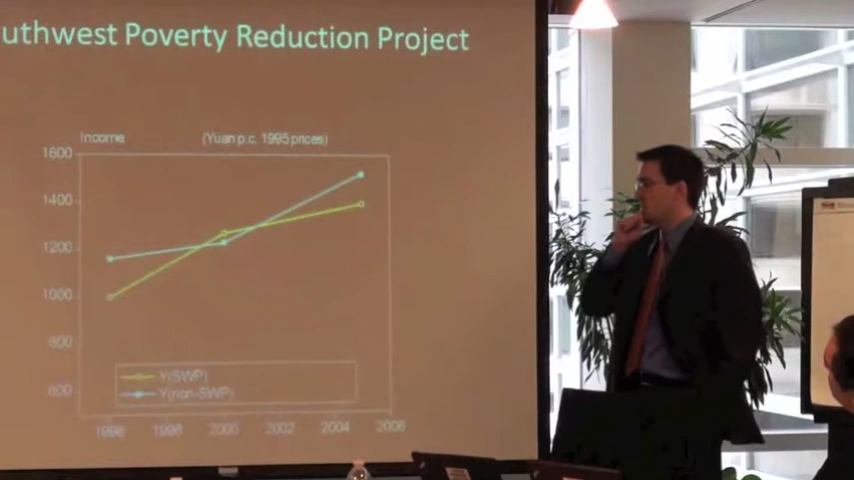 uthwest Poverty Reduction Project
Income (Yuan p.c. 1995 prices)
1600
1400
1200
1000
800
600
Y(SWP)
Y(non-SWP)
1996 1998 2000 2002 2004 2006